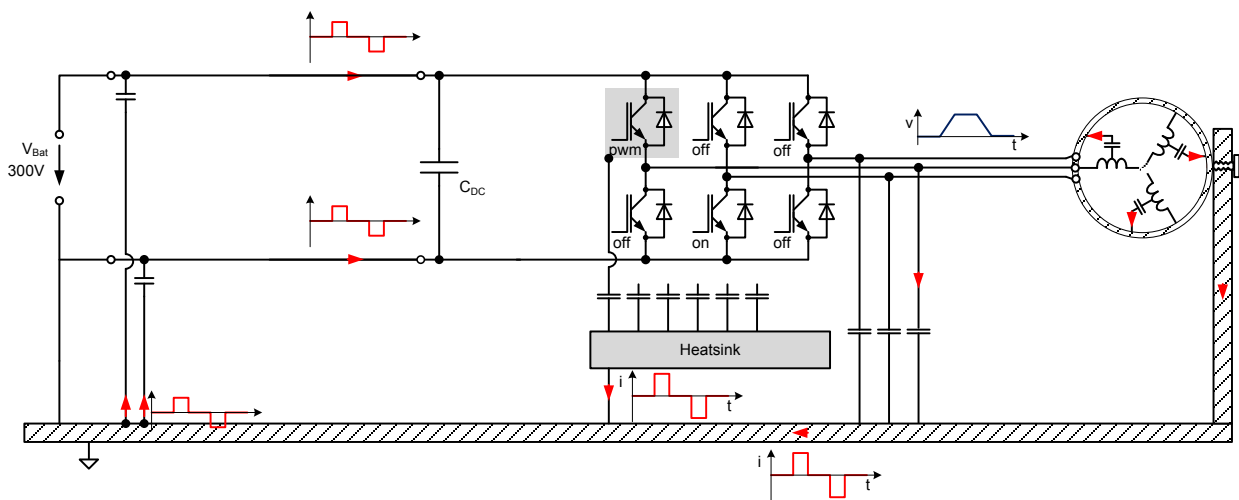 V_Bat
300V
C_DC
pwm
off
off
off
on
off
v
t
Heatsink
i
t
i
t